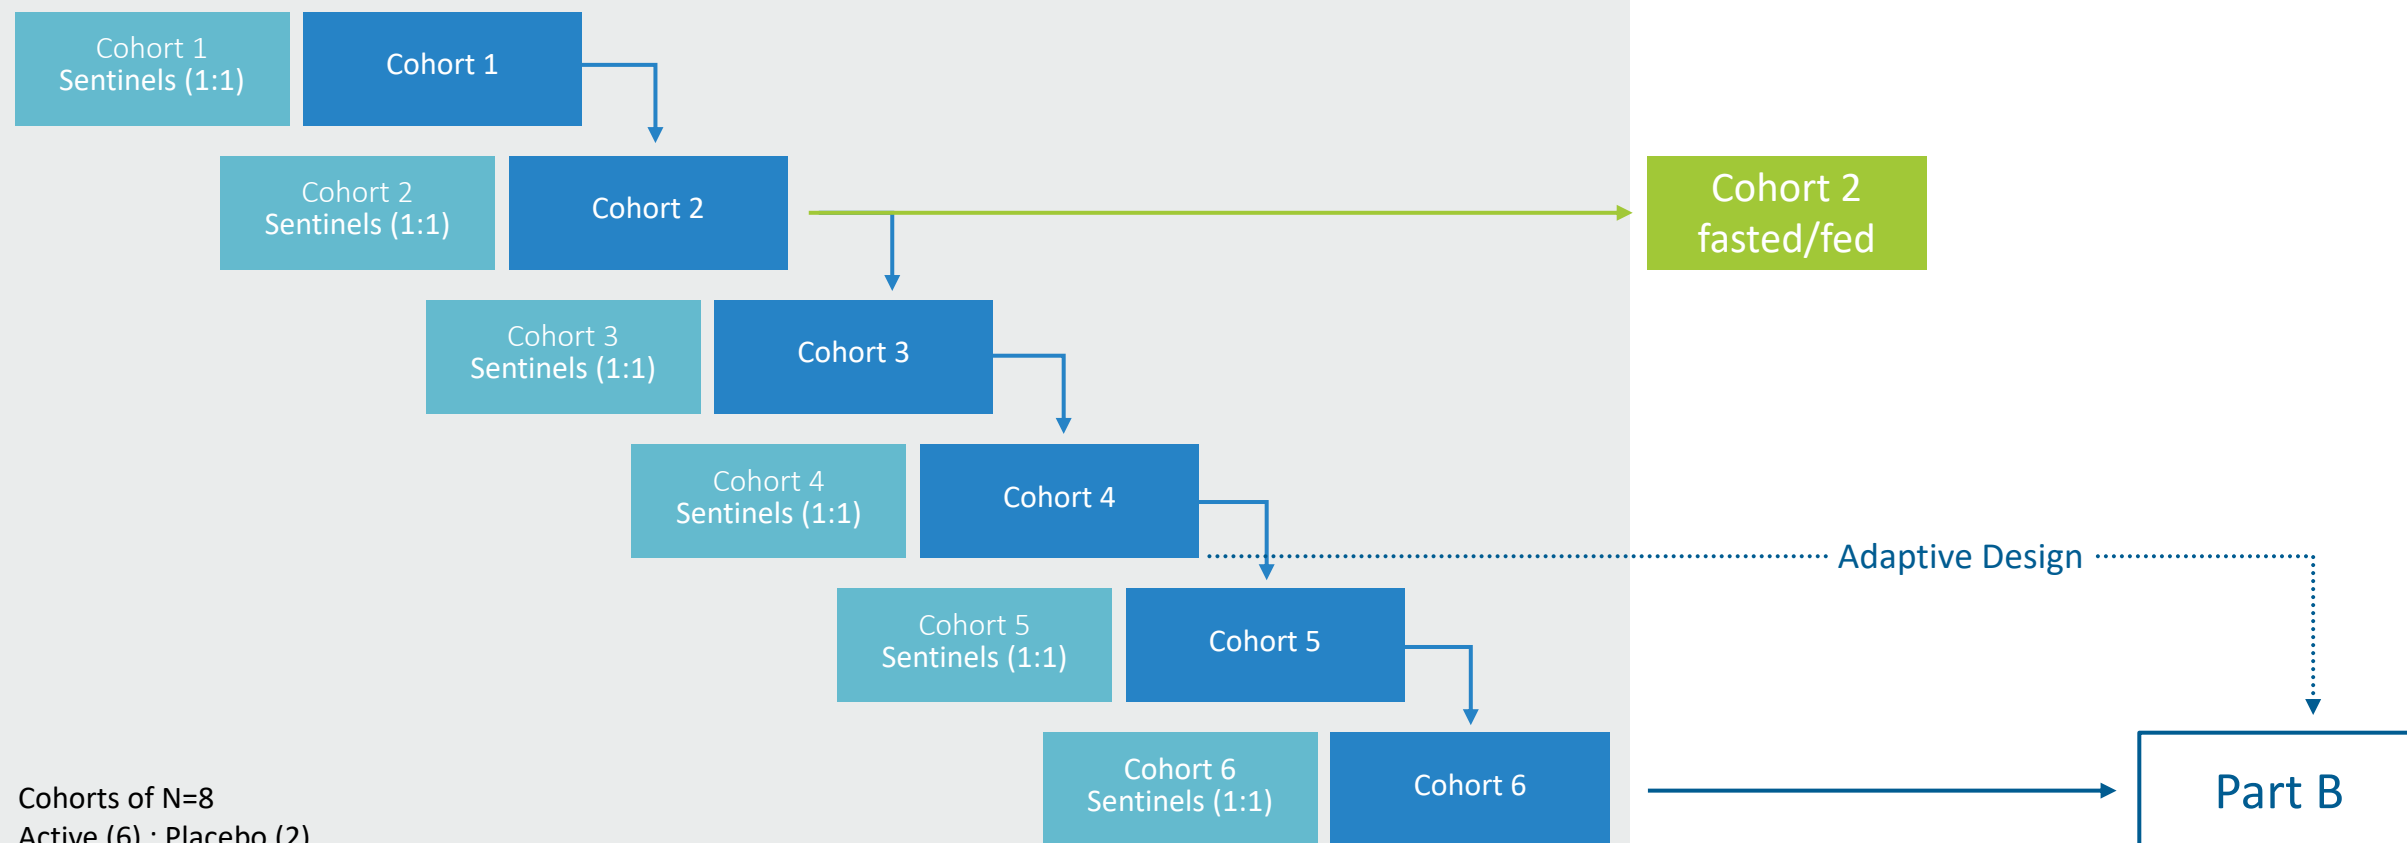 Cohort 1
Sentinels (1:1)
Cohort 1
Cohort 2
Sentinels (1:1)
Cohort 2
Cohort 2
fasted/fed
Cohort 3
Sentinels (1:1)
Cohort 3
Cohort 4
Sentinels (1:1)
Cohort 4
Adaptive Design
Cohort 5
Sentinels (1:1)
Cohort 5
Cohort 6
Sentinels (1:1)
Cohort 6
Part B
Cohorts of N=8
Active (6) : Placebo (2)